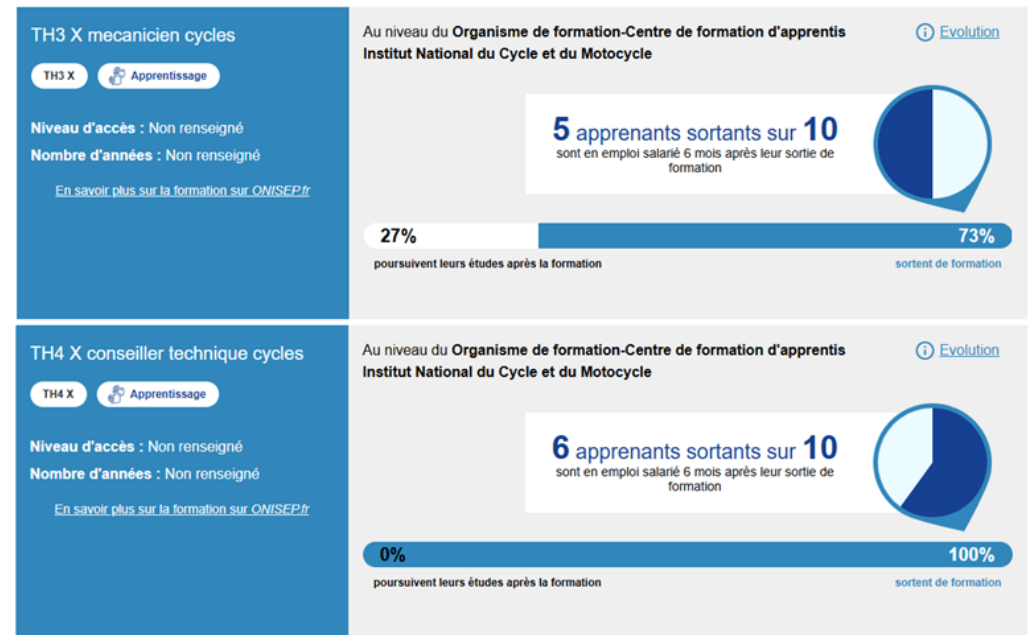 TH3 X mecanicien cycles
TH3 X
Apprentissage
Niveau d'accès : Non renseigné
Nombre d'années : Non renseigné
En savoir plus sur la formation sur ONISEP.fr
Au niveau du Organisme de formation-Centre de formation d'apprentis
Institut National du Cycle et du Motocycle
Evolution
5 apprenants sortants sur 10
sont en emploi salarié 6 mois après leur sortie de
formation
27%
73%
poursuivent leurs études après la formation
sortent de formation
TH4 X conseiller technique cycles
TH4 X
Apprentissage
Niveau d'accès : Non renseigné
Nombre d'années : Non renseigné
En savoir plus sur la formation sur ONISEP.fr
Au niveau du Organisme de formation-Centre de formation d'apprentis
Institut National du Cycle et du Motocycle
Evolution
6 apprenants sortants sur 10
sont en emploi salarié 6 mois après leur sortie de
formation
0%
100%
poursuivent leurs études après la formation
sortent de formation